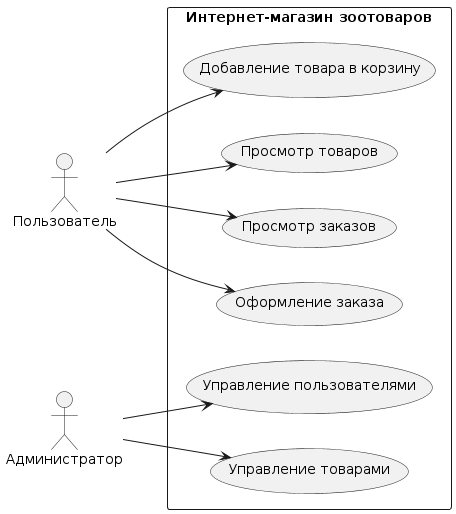 Интернет-магазин зоотоваров
Добавление товара в корзину
Просмотр товаров
Пользователь
Просмотр заказов
Оформление заказа
Управление пользователями
Администратор
Управление товарами